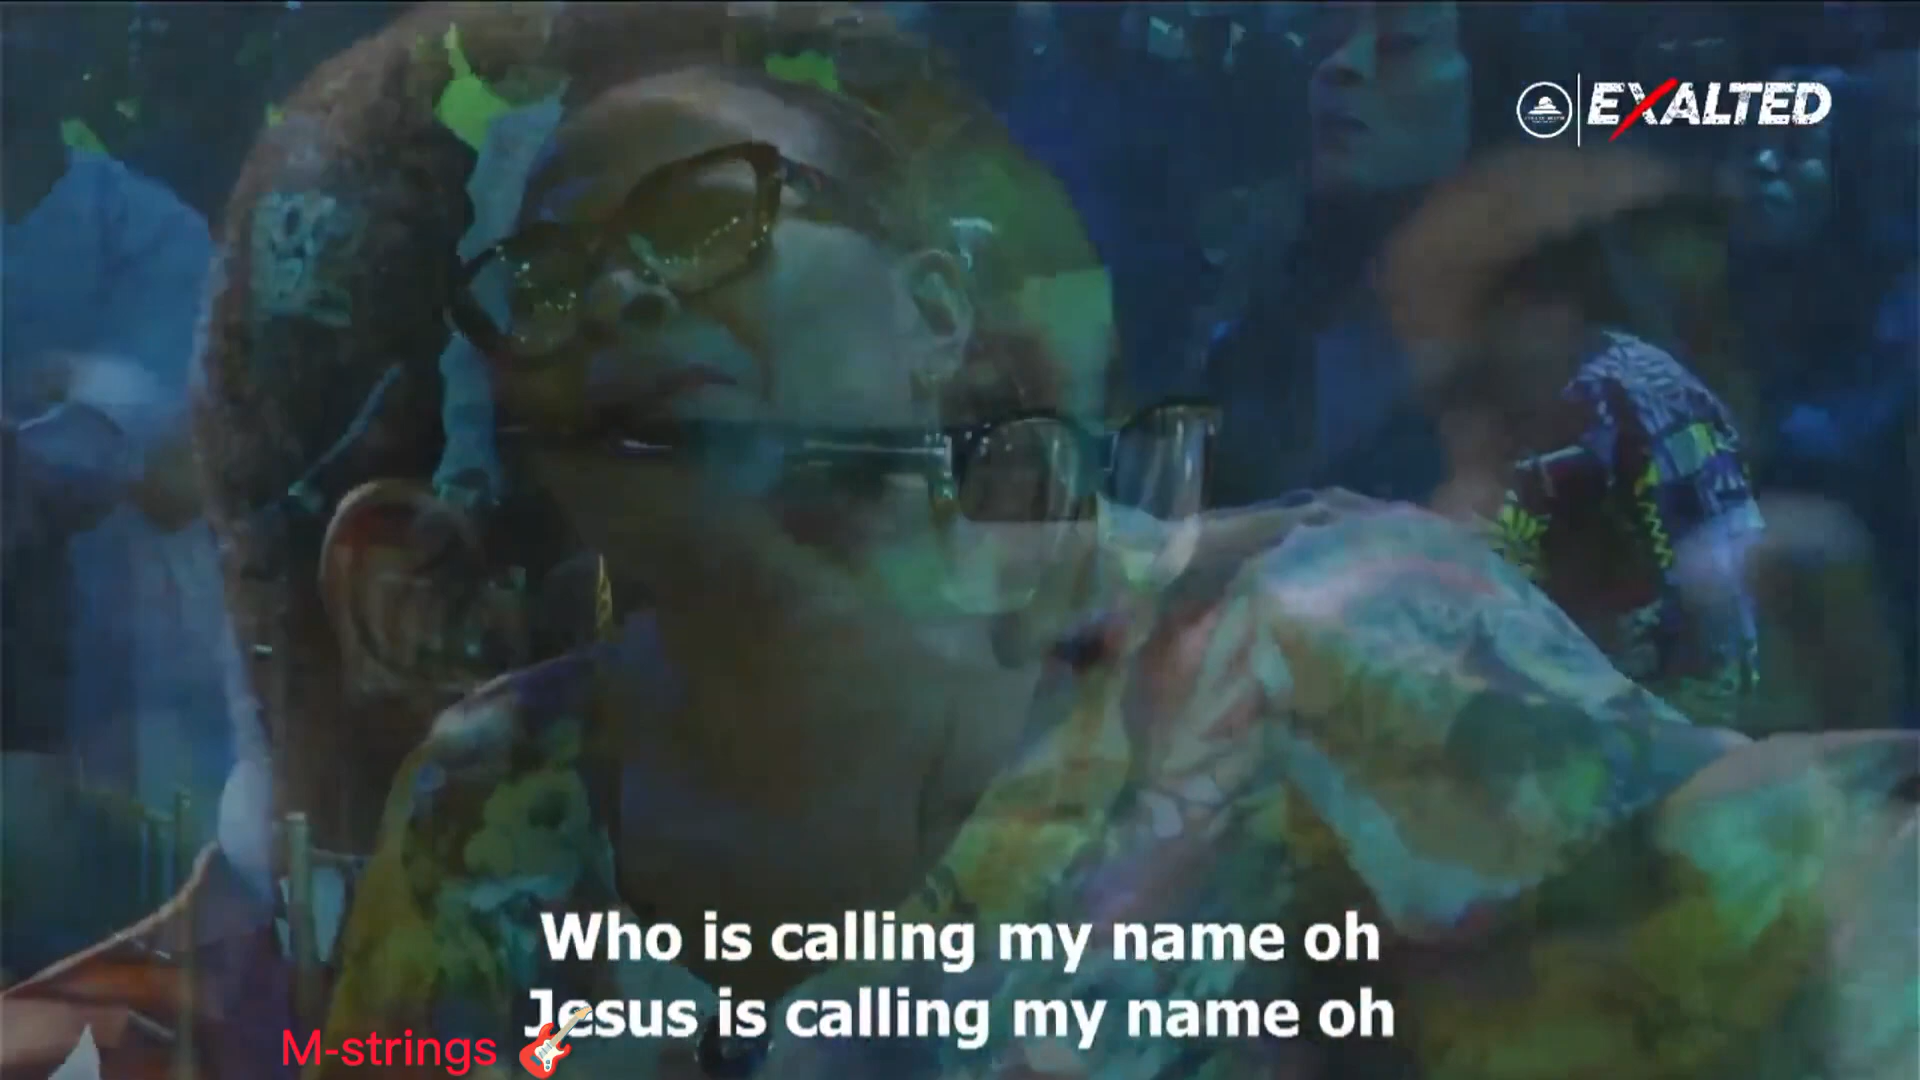 EXALTED
Who is calling my name oh
Jesus is calling my name oh
M-strings 🎸